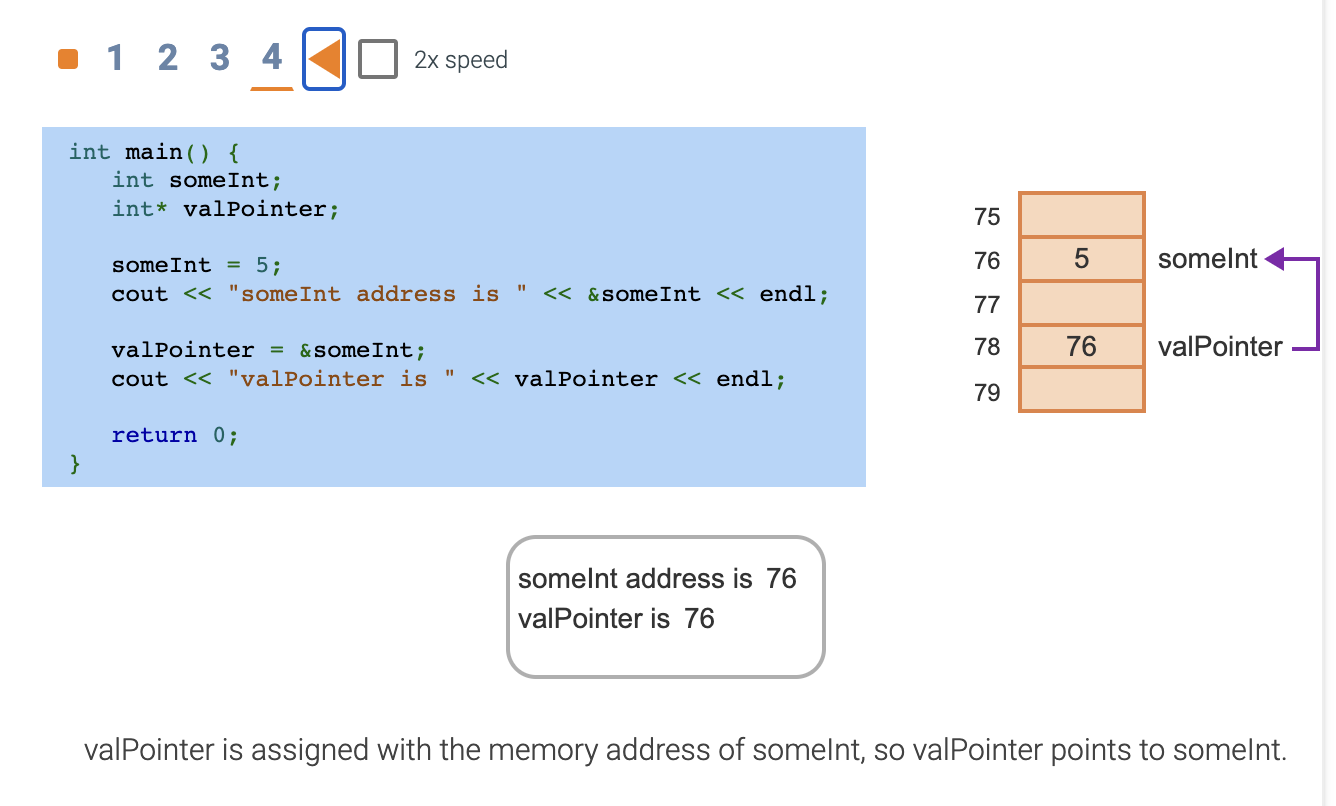 1 2 3 4 2x speed
int main() {
int someInt;
int* valPointer;
someInt = 5;
cout << "someInt address is " << &someInt << endl;
valPointer = &someInt;
cout << "valPointer is " << valPointer << endl;
return 0;
}
75
76 5 someInt
77
78 76 valPointer
79
someInt address is 76
valPointer is 76
valPointer is assigned with the memory address of someInt, so valPointer points to someInt.